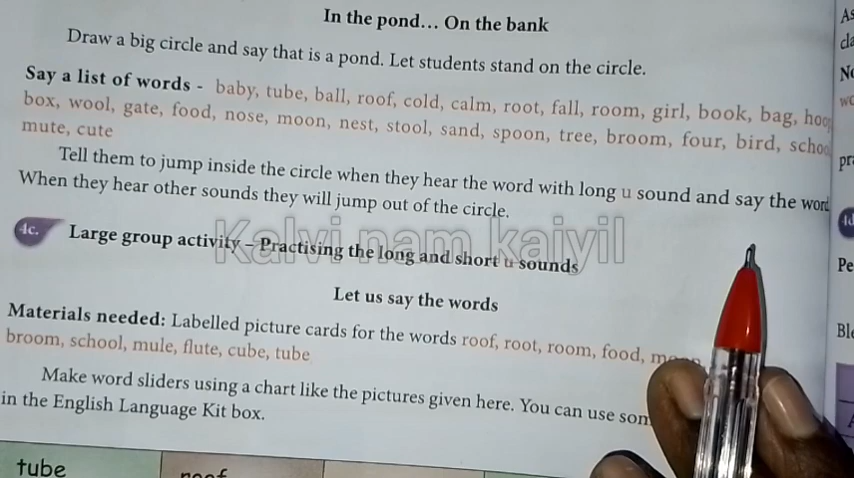 In the pond... On the bank
Draw a big circle and say that is a pond. Let students stand on the circle.
Say a list of words - baby, tube, ball, roof, cold, calm, root, fall, room, girl, book, bag,
box, wool, gate, food, nose, moon, nest, stool, sand, spoon, tree, broom, four, bird,
mute, cute
Tell them to jump inside the circle when they hear the word with long u sound and say the
When they hear other sounds they will jump out of the circle.
4c. Large group activity – Practising the long and short u sounds
Kalvi nam kaiyil
Let us say the words
Materials needed: Labelled picture cards for the words roof, root, room, food,
broom, school, mule, flute, cube, tube
Make word sliders using a chart like the pictures given here. You can use
in the English Language Kit box.
tube